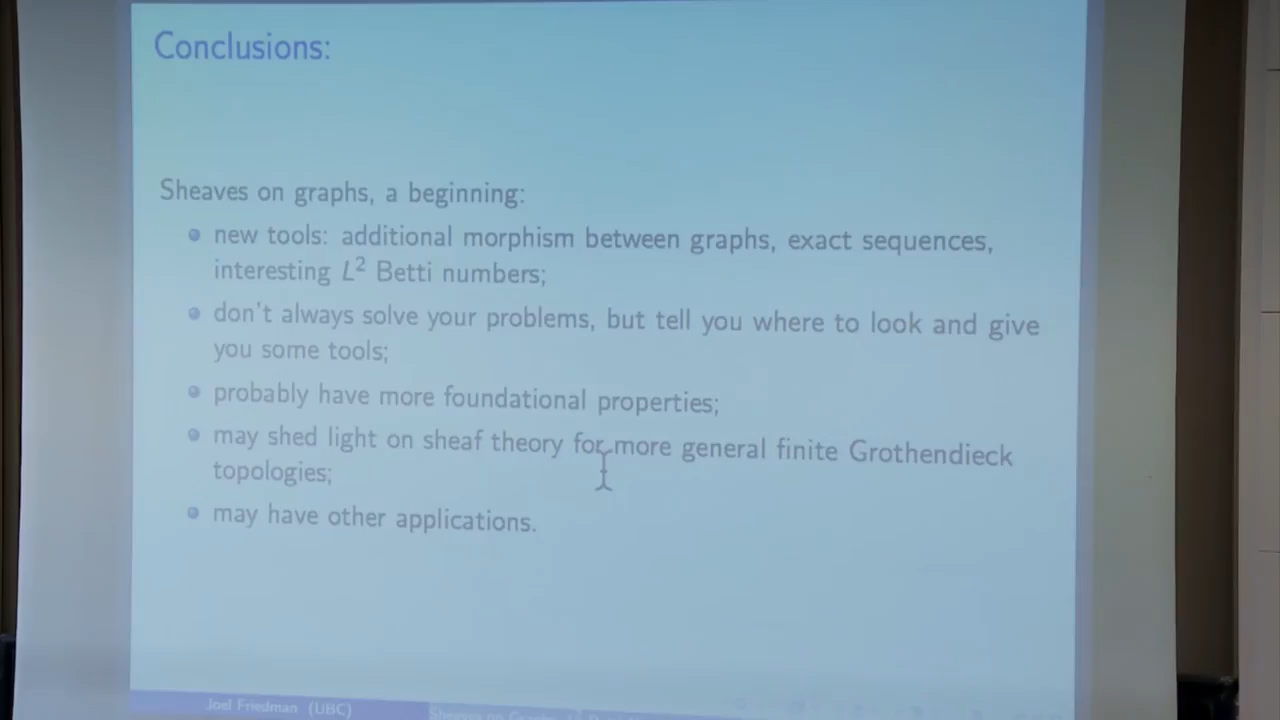 Conclusions:
Sheaves on graphs, a beginning:
new tools: additional morphism between graphs, exact sequences,
interesting L² Betti numbers;
don't always solve your problems, but tell you where to look and give
you some tools;
probably have more foundational properties;
may shed light on sheaf theory for more general finite Grothendieck
topologies;
may have other applications.
Joel Friedman (UBC)
Sheaves on Graphs